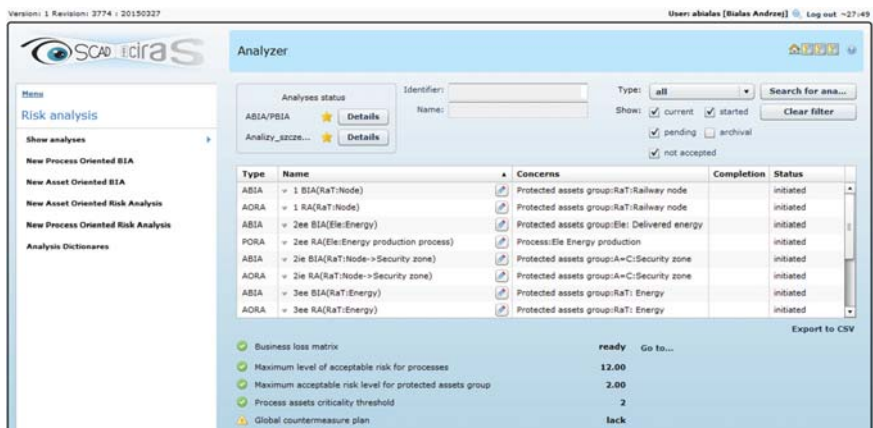 Version: 1 Revision: 3774 : 20150327
User: abialas [Bialas Andrzej] Log out ~27:49
OSCAD :ciras
Analyzer
Menu
Risk analysis
Show analyses
New Process Oriented BIA
New Asset Oriented BIA
New Asset Oriented Risk Analysis
New Process Oriented Risk Analysis
Analysis Dictionares
Analyses status
ABIA/PBIA Details
Analizy_szcze... Details
Identifier:
Name:
Type: all Search for ana...
Show: current started Clear filter
pending archival
not accepted
Type Name Concerns Completion Status
ABIA 1 BIA(RaT:Node) Protected assets group:RaT:Railway node initiated
AORA 1 RA(RaT:Node) Protected assets group:RaT:Railway node initiated
ABIA 2ee BIA(Ele:Energy) Protected assets group:Ele: Delivered energy initiated
PORA 2ee RA(Ele:Energy production process) Process:Ele Energy production initiated
ABIA 2ie BIA(RaT:Node->Security zone) Protected assets group:A=C:Security zone initiated
AORA 2ie RA(RaT:Node->Security zone) Protected assets group:A=C:Security zone initiated
ABIA 3ee BIA(RaT:Energy) Protected assets group:RaT: Energy initiated
AORA 3ee RA(RaT:Energy) Protected assets group:RaT: Energy initiated
Export to CSV
Business loss matrix ready Go to...
Maximum level of acceptable risk for processes 12.00
Maximum acceptable risk level for protected assets group 2.00
Process assets criticality threshold 2
Global countermeasure plan lack